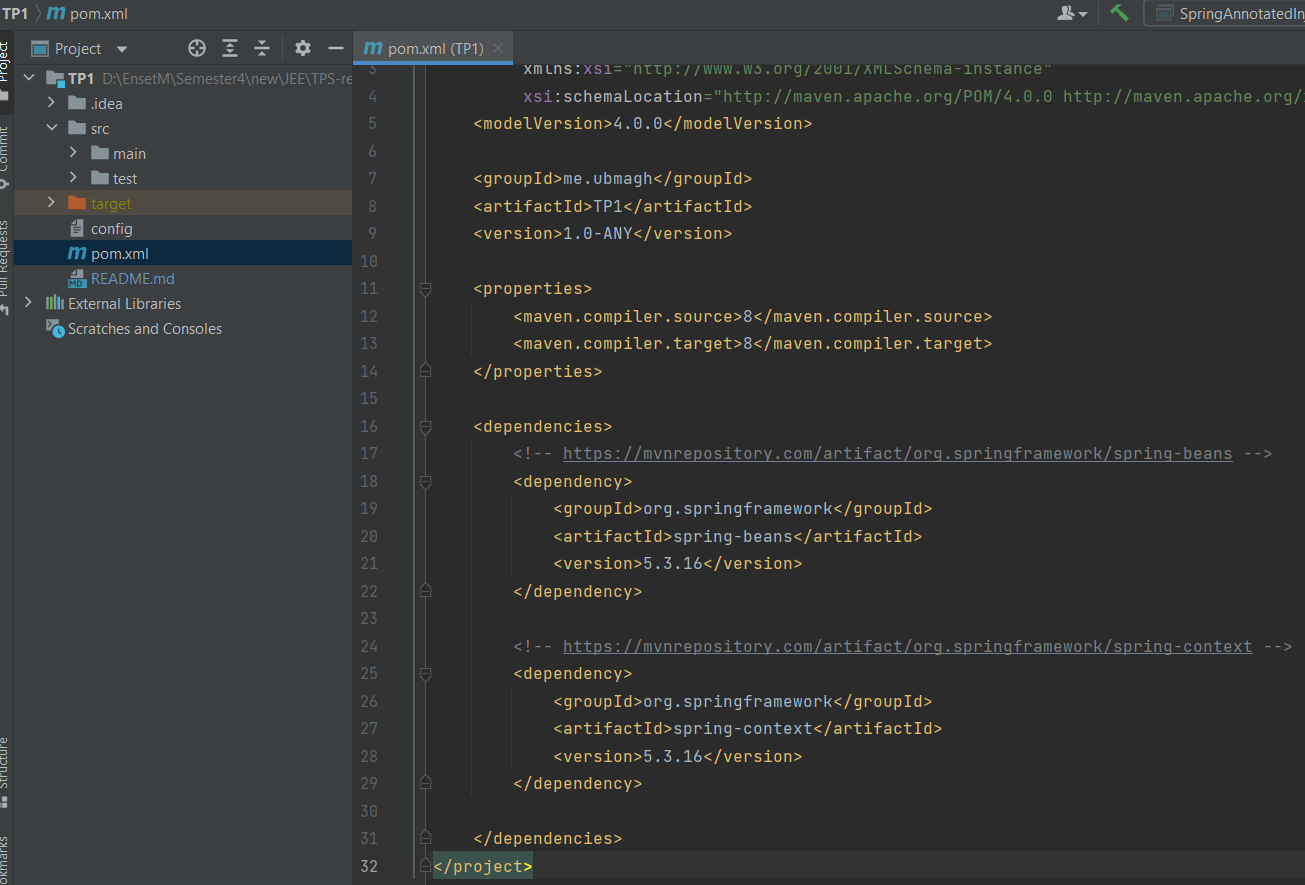 TP1 pom.xml
SpringAnnotatedIn
Project
pom.xml (TP1)
Project
Commit
Pull Requests
Structure
TP1 D:\EnsetM\Semester4\new\JEE\TPS-re
.idea
src
main
test
target
config
m pom.xml
MD README.md
External Libraries
Scratches and Consoles
3 xmlns:xsi="http://www.w3.org/2001/XMLSchema-instance"
4 xsi:schemaLocation="http://maven.apache.org/POM/4.0.0 http://maven.apache.org/
5 <modelVersion>4.0.0</modelVersion>
6
7 <groupId>me.ubmagh</groupId>
8 <artifactId>TP1</artifactId>
9 <version>1.0-ANY</version>
10
11 <properties>
12 <maven.compiler.source>8</maven.compiler.source>
13 <maven.compiler.target>8</maven.compiler.target>
14 </properties>
15
16 <dependencies>
17 <!-- https://mvnrepository.com/artifact/org.springframework/spring-beans -->
18 <dependency>
19 <groupId>org.springframework</groupId>
20 <artifactId>spring-beans</artifactId>
21 <version>5.3.16</version>
22 </dependency>
23
24 <!-- https://mvnrepository.com/artifact/org.springframework/spring-context -->
25 <dependency>
26 <groupId>org.springframework</groupId>
27 <artifactId>spring-context</artifactId>
28 <version>5.3.16</version>
29 </dependency>
30
31 </dependencies>
32 </project>